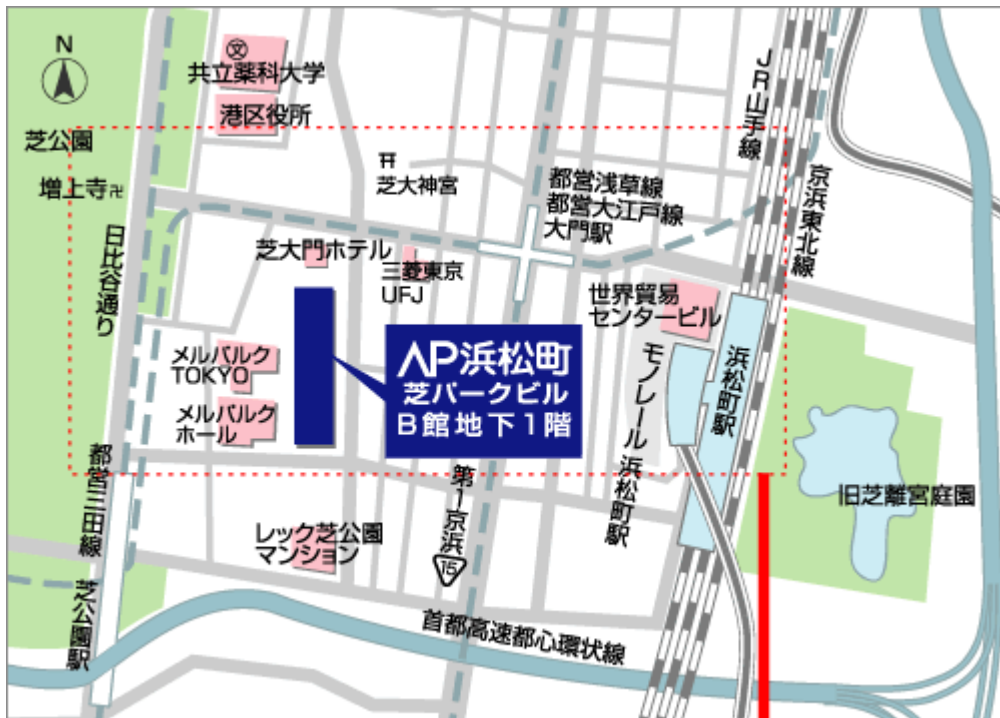 N
文
共立薬科大学
港区役所
芝公園
増上寺卍
芝大神宮
都営浅草線
都営大江戸線
大門駅
JR山手線
京浜東北線
日比谷通り
芝大門ホテル
三菱東京
UFJ
世界貿易
センタービル
浜松町駅
モノレール 浜松町駅
メルパルク
TOKYO
メルパルク
ホール
AP浜松町
芝パークビル
B館地下1階
旧芝離宮庭園
都営三田線 芝公園駅
第1京浜
15
レック芝公園
マンション
首都高速都心環状線